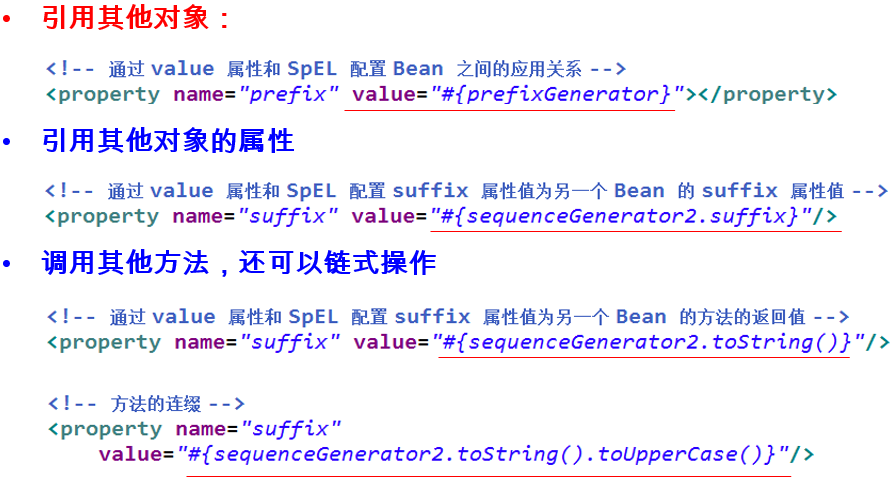 • 引用其他对象：
<!-- 通过 value 属性和 SpEL 配置 Bean 之间的应用关系 -->
<property name="prefix" value="#{prefixGenerator}"></property>
• 引用其他对象的属性
<!-- 通过 value 属性和 SpEL 配置 suffix 属性值为另一个 Bean 的 suffix 属性值 -->
<property name="suffix" value="#{sequenceGenerator2.suffix}"/>
• 调用其他方法，还可以链式操作
<!-- 通过 value 属性和 SpEL 配置 suffix 属性值为另一个 Bean 的方法的返回值 -->
<property name="suffix" value="#{sequenceGenerator2.toString()}"/>
<!-- 方法的连缀 -->
<property name="suffix"
value="#{sequenceGenerator2.toString().toUpperCase()}"/>